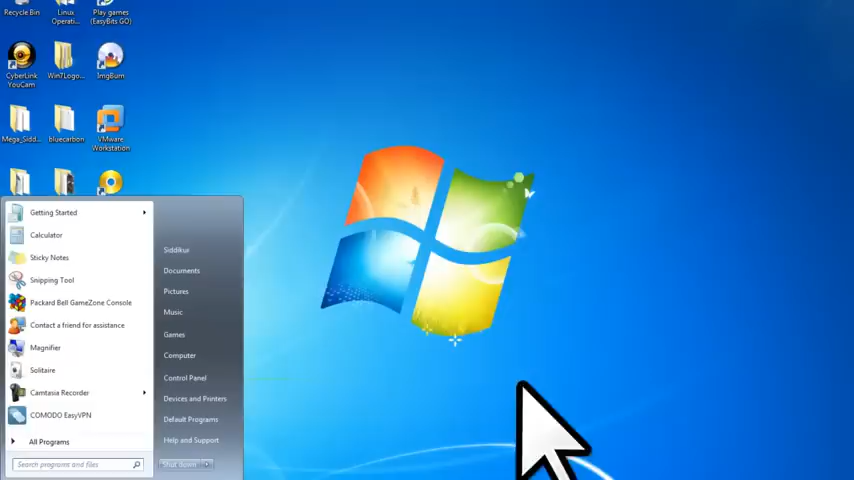 Recycle Bin
Linux
Operati...
Play games
(EasyBits GO)
CyberLink
YouCam
Win7Logo...
ImgBurn
Mega_Sidd...
bluecarbon
VMware
Workstation
Getting Started
Calculator
Sticky Notes
Snipping Tool
Packard Bell GameZone Console
Contact a friend for assistance
Magnifier
Solitaire
Camtasia Recorder
COMODO EasyVPN
All Programs
Search programs and files
Siddikur
Documents
Pictures
Music
Games
Computer
Control Panel
Devices and Printers
Default Programs
Help and Support
Shut down